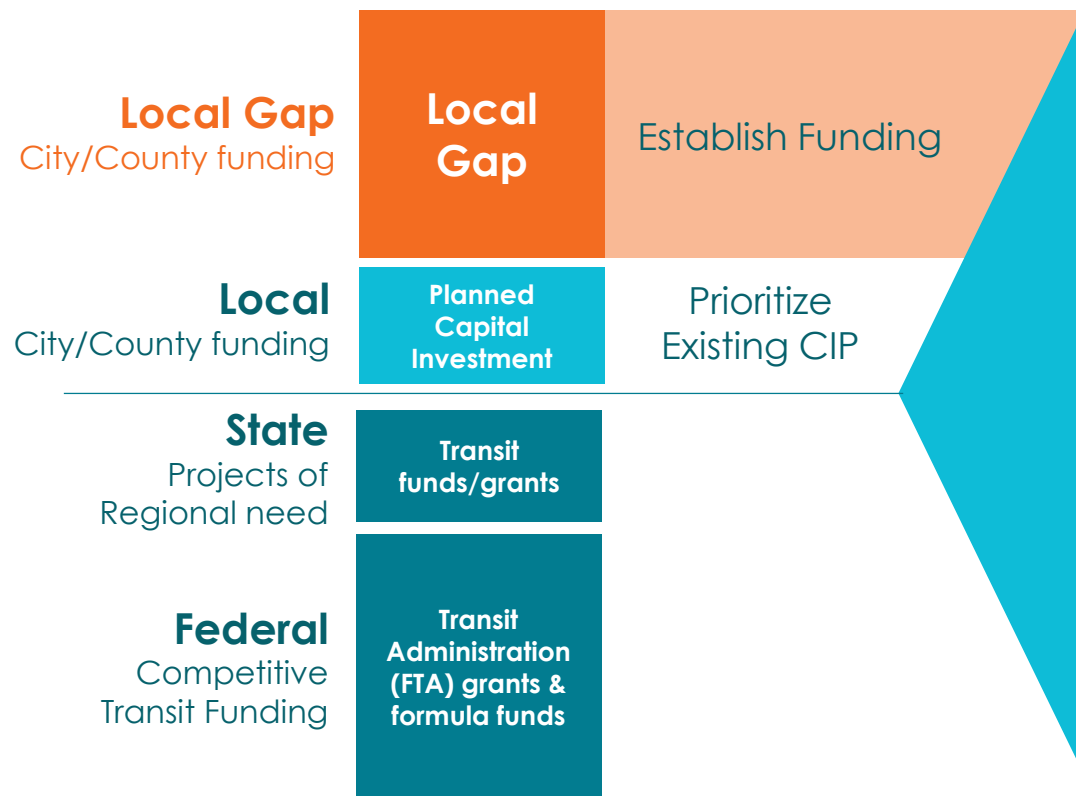 Local Gap
City/County funding
Local
Gap
Establish Funding
Local
City/County funding
Planned
Capital
Investment
Prioritize
Existing CIP
State
Projects of
Regional need
Transit
funds/grants
Federal
Competitive
Transit Funding
Transit
Administration
(FTA) grants &
formula funds